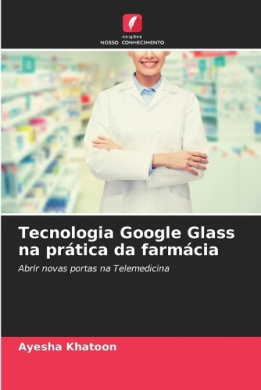 edições
NOSSO CONHECIMENTO
Tecnologia Google Glass
na prática da farmácia
Abrir novas portas na Telemedicina
Ayesha Khatoon